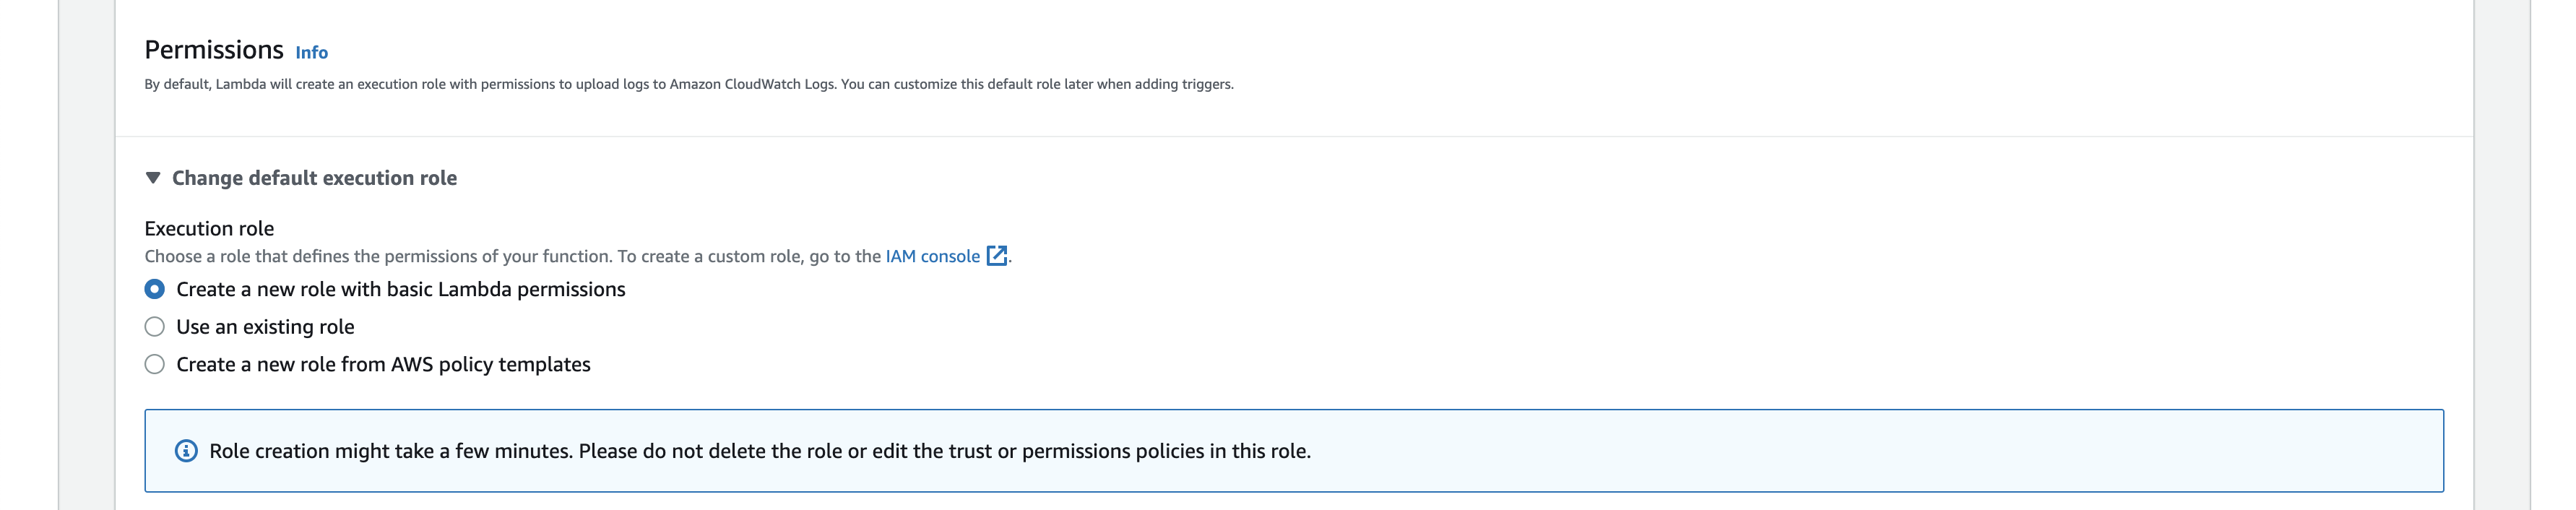 Permissions Info
By default, Lambda will create an execution role with permissions to upload logs to Amazon CloudWatch Logs. You can customize this default role later when adding triggers.
Change default execution role
Execution role
Choose a role that defines the permissions of your function. To create a custom role, go to the IAM console.
Create a new role with basic Lambda permissions
Use an existing role
Create a new role from AWS policy templates
Role creation might take a few minutes. Please do not delete the role or edit the trust or permissions policies in this role.